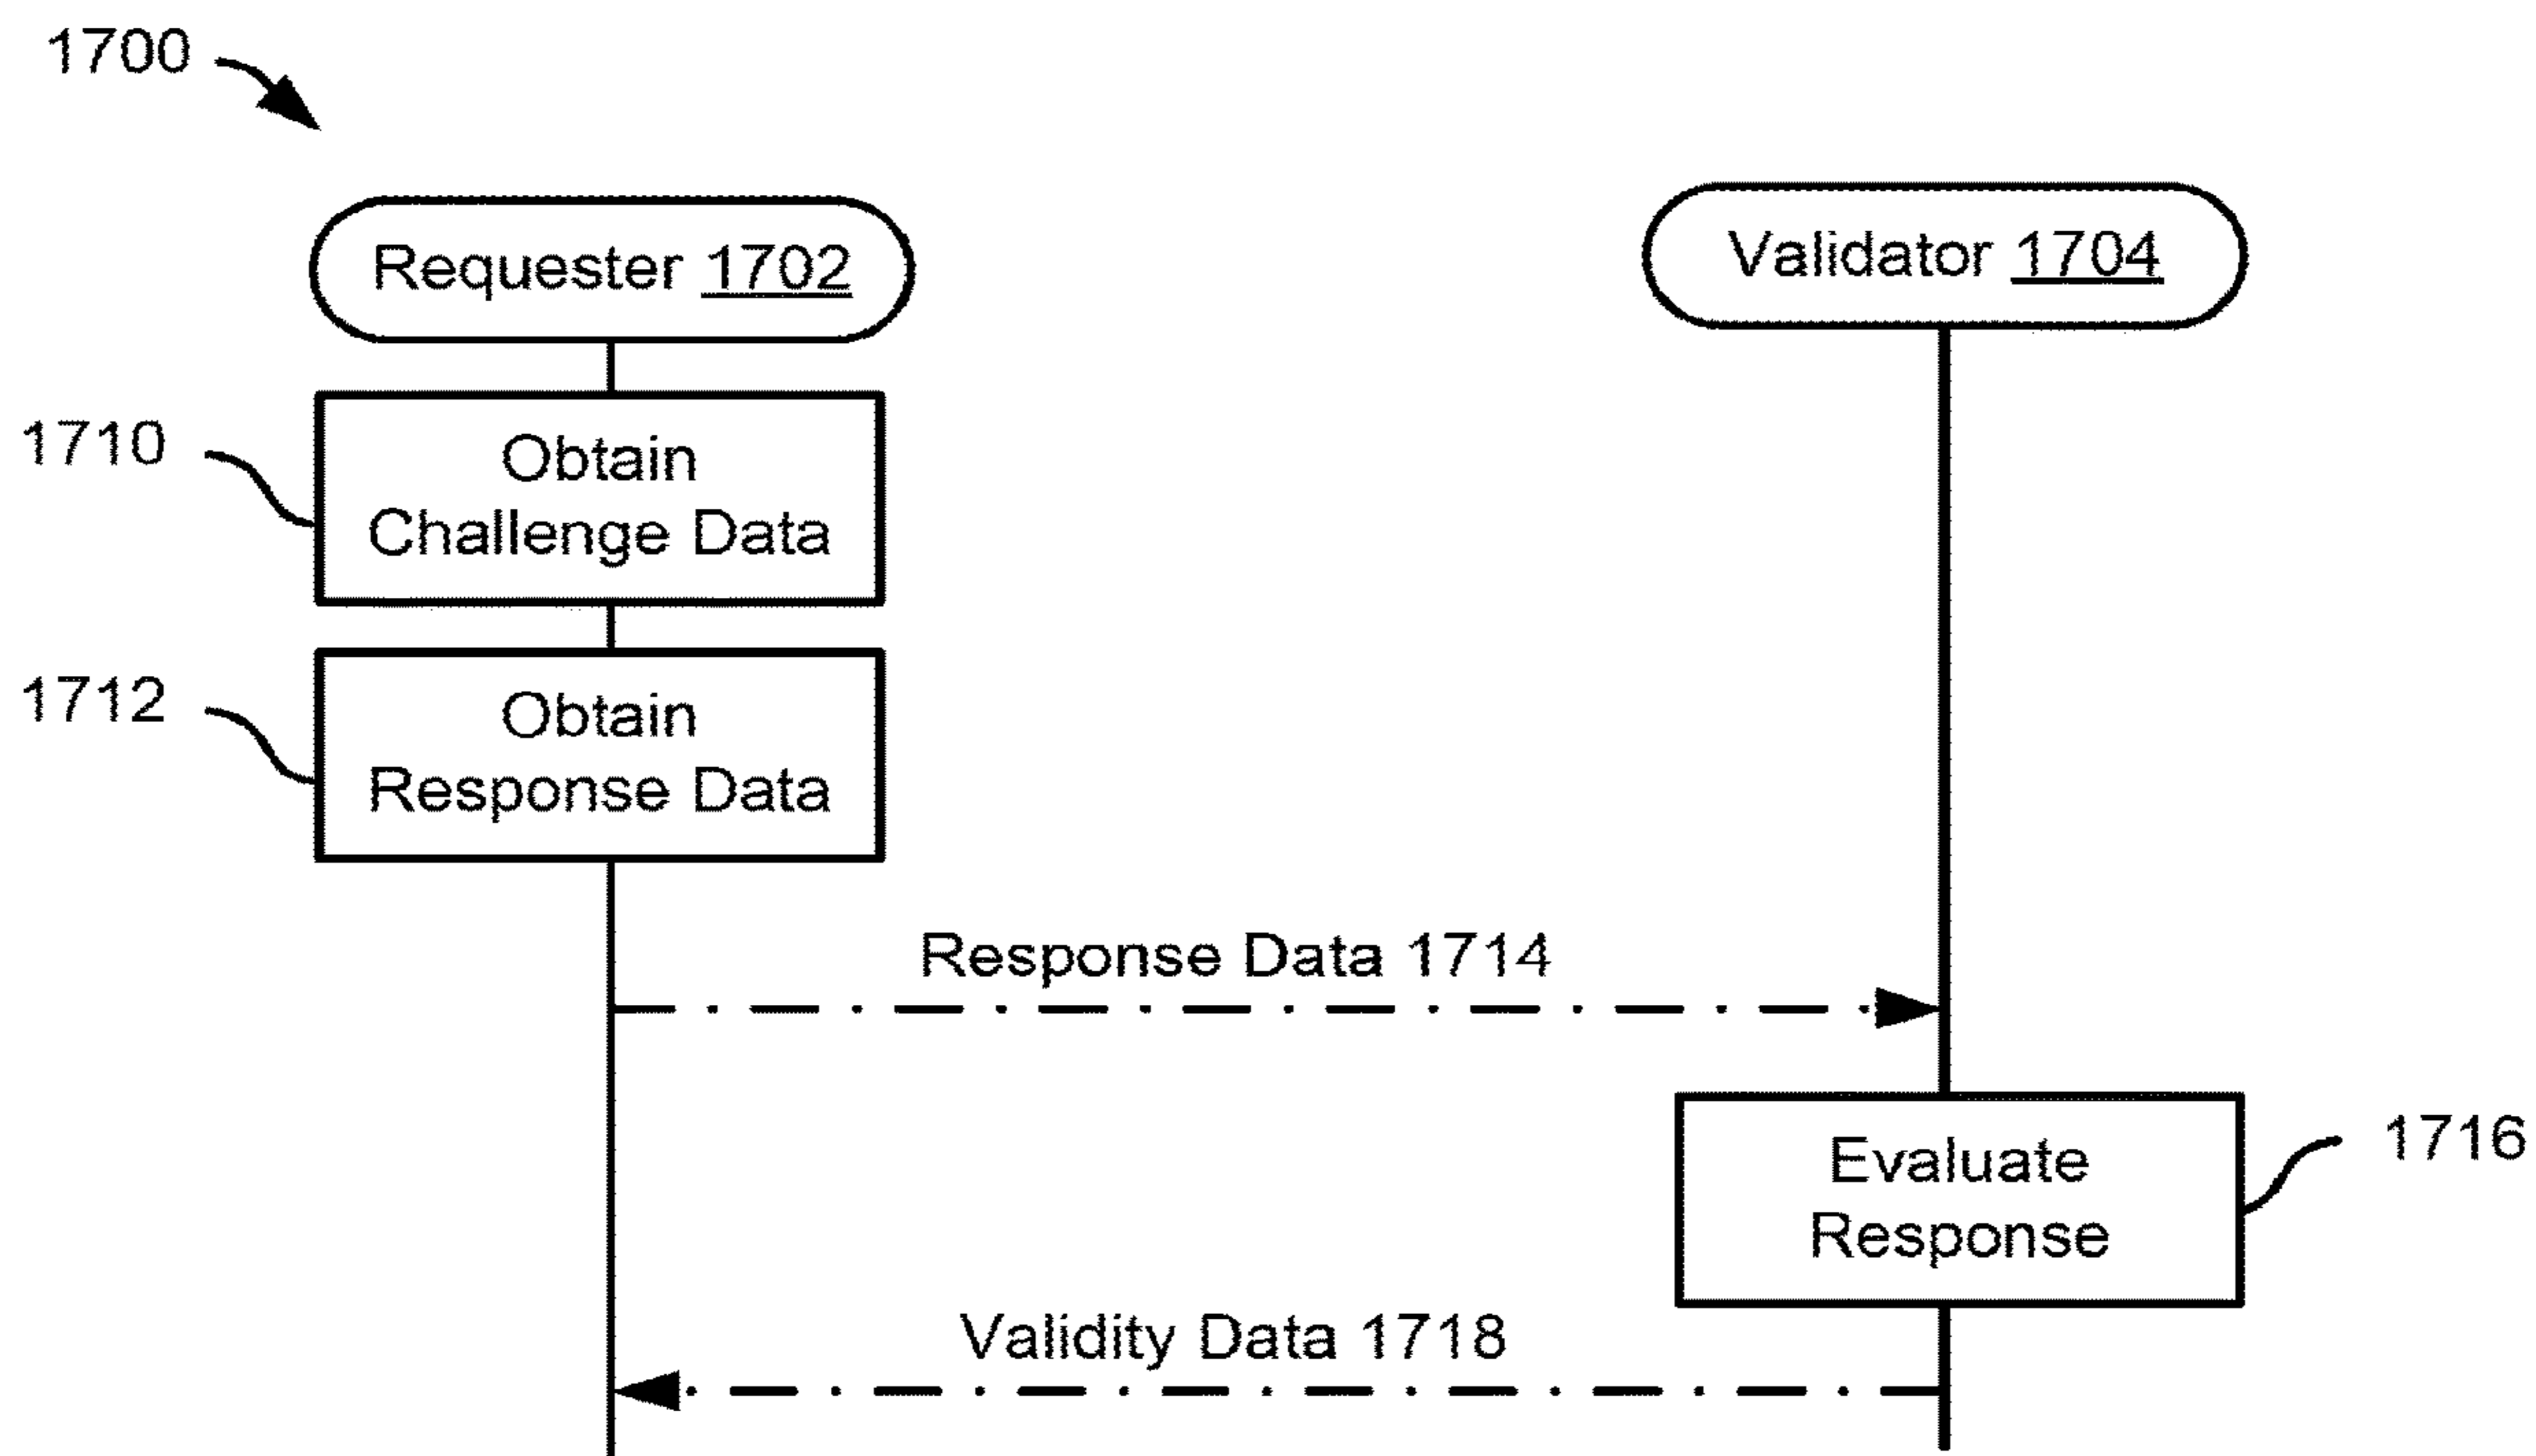 1700
Requester 1702
Validator 1704
1710
Obtain
Challenge Data
1712
Obtain
Response Data
Response Data 1714
Evaluate
Response
1716
Validity Data 1718